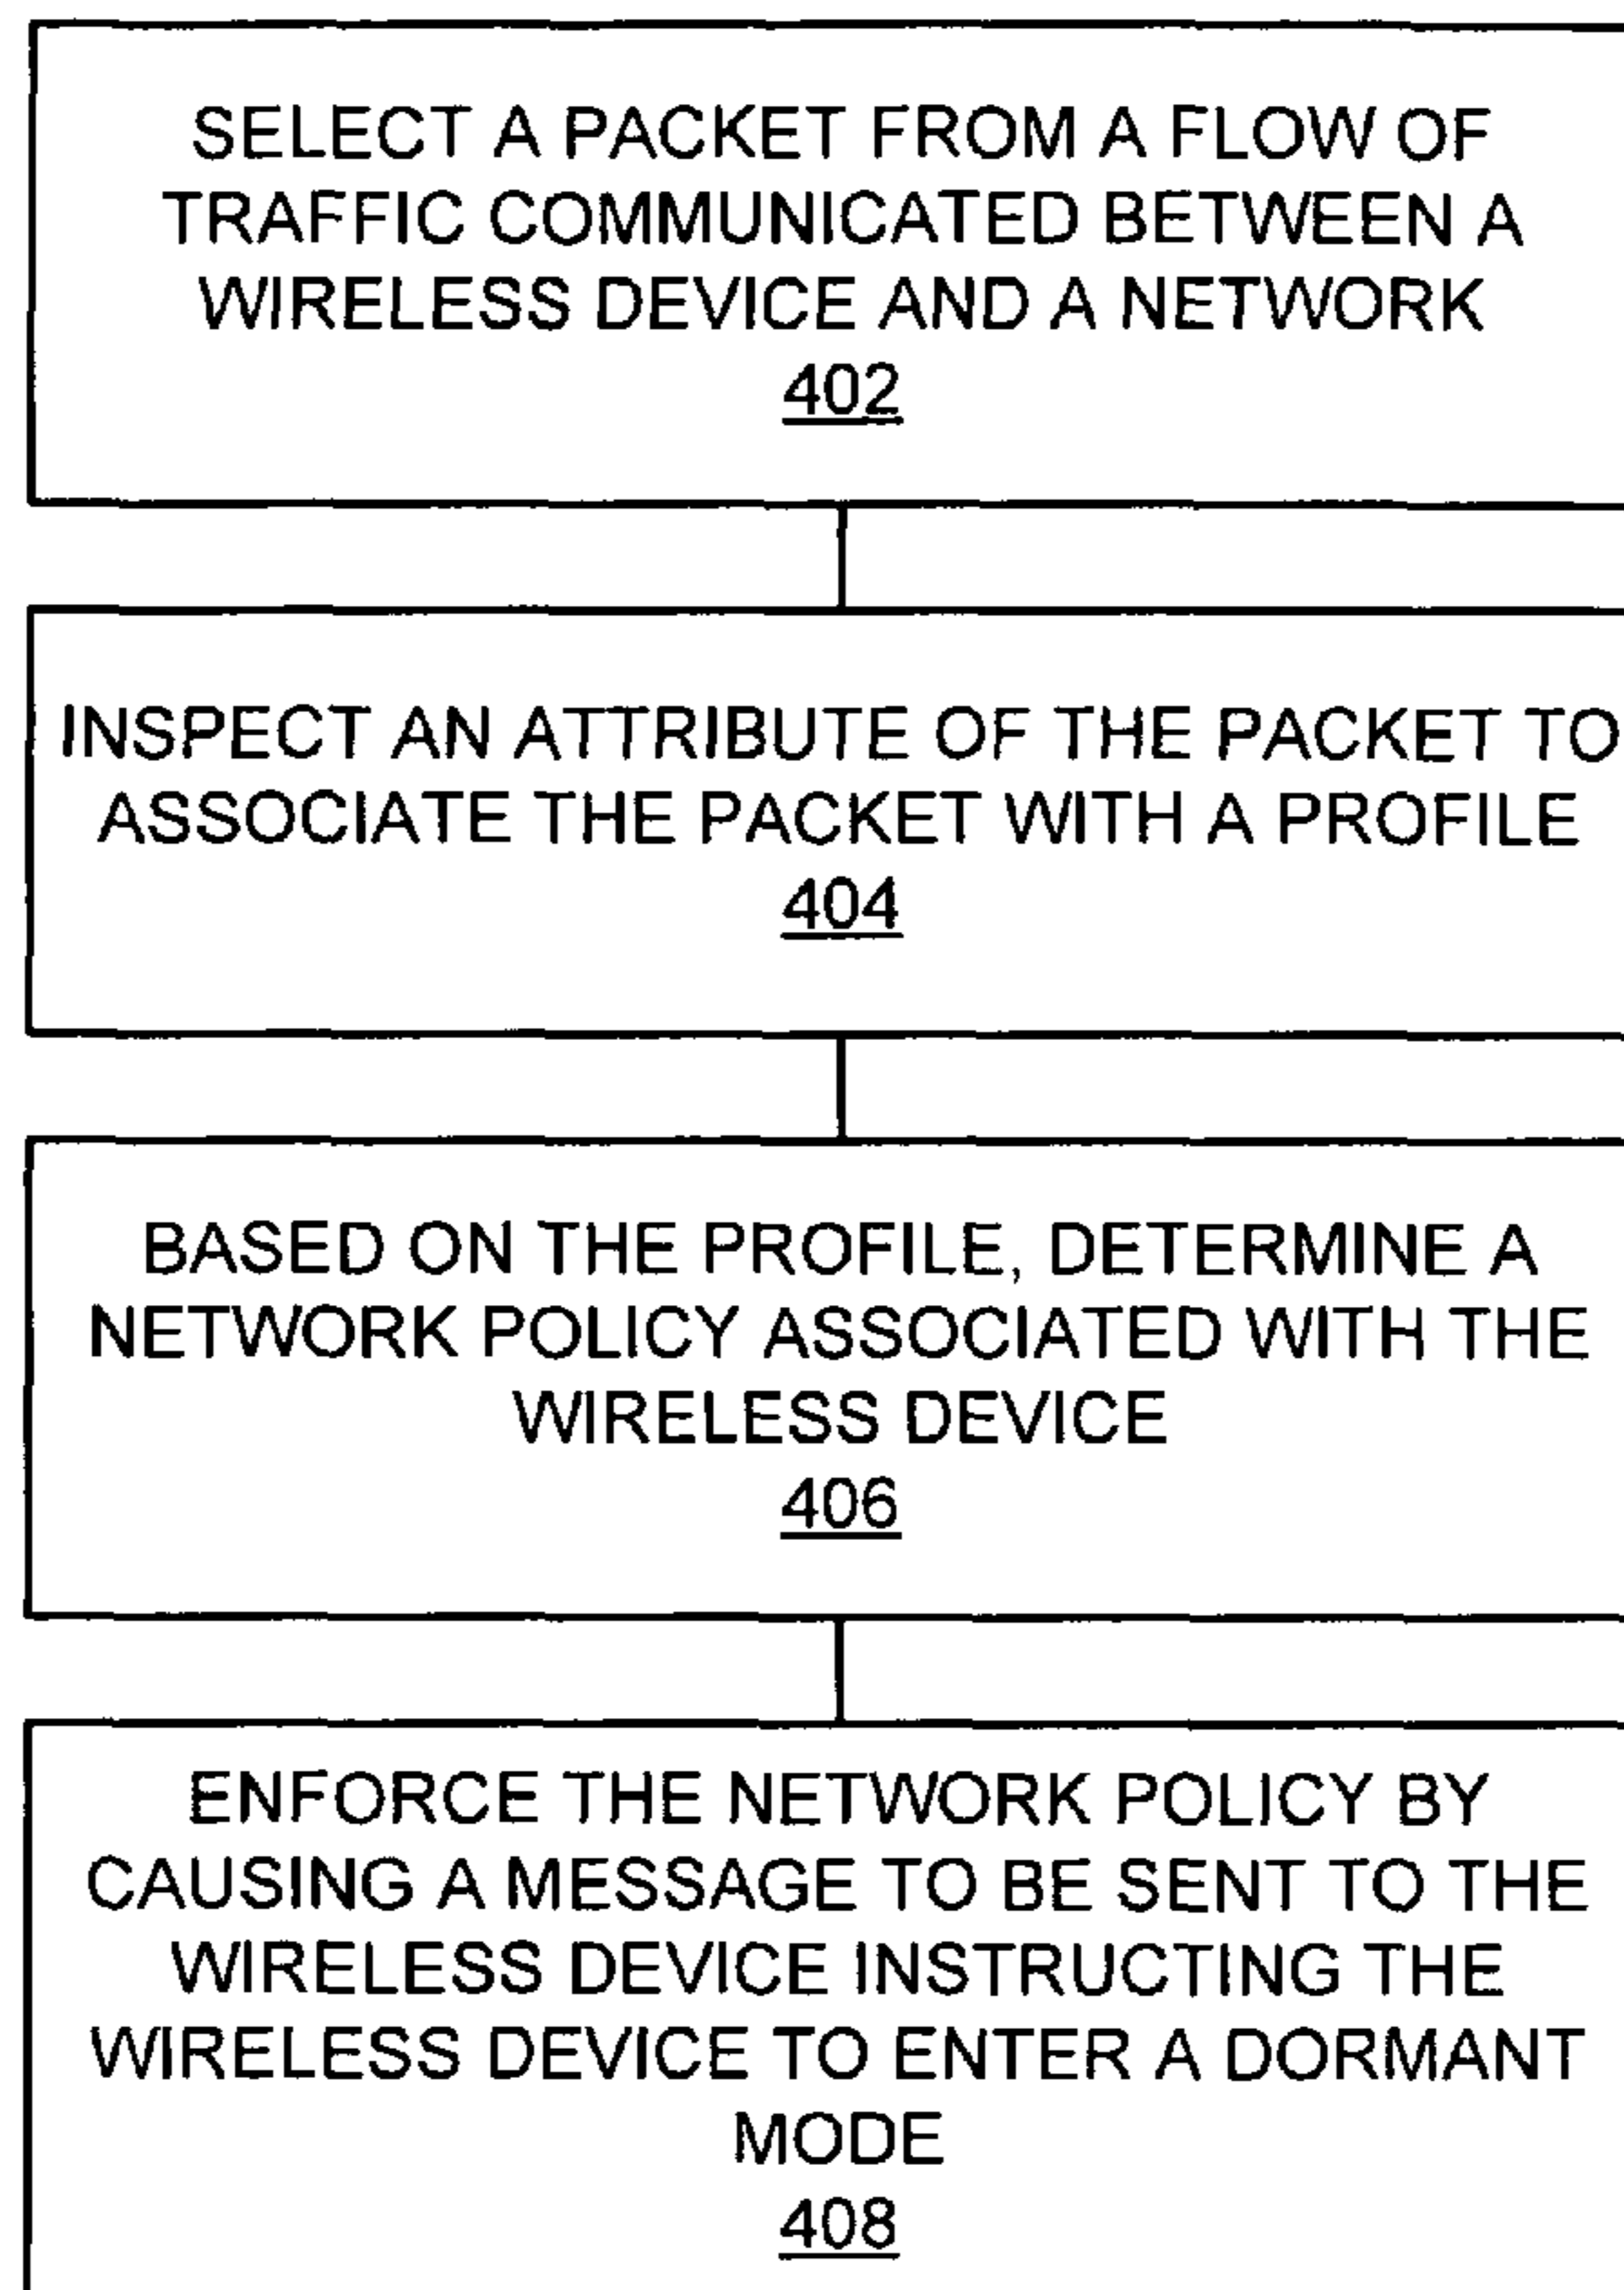 SELECT A PACKET FROM A FLOW OF
TRAFFIC COMMUNICATED BETWEEN A
WIRELESS DEVICE AND A NETWORK
402
INSPECT AN ATTRIBUTE OF THE PACKET TO
ASSOCIATE THE PACKET WITH A PROFILE
404
BASED ON THE PROFILE, DETERMINE A
NETWORK POLICY ASSOCIATED WITH THE
WIRELESS DEVICE
406
ENFORCE THE NETWORK POLICY BY
CAUSING A MESSAGE TO BE SENT TO THE
WIRELESS DEVICE INSTRUCTING THE
WIRELESS DEVICE TO ENTER A DORMANT
MODE
408